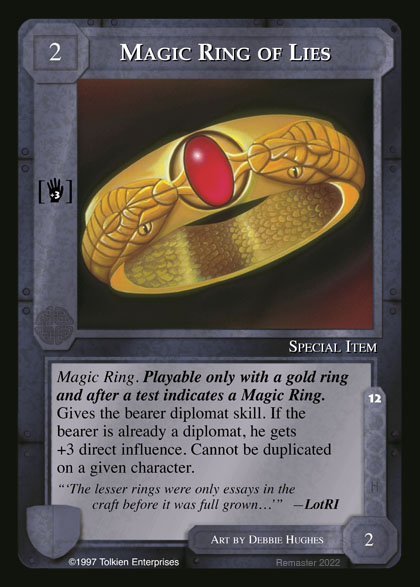 2
MAGIC RING OF LIES
[+3]
SPECIAL ITEM
Magic Ring. Playable only with a gold ring
and after a test indicates a Magic Ring.
Gives the bearer diplomat skill. If the
bearer is already a diplomat, he gets
+3 direct influence. Cannot be duplicated
on a given character.
12
“‘The lesser rings were only essays in the
craft before it was full grown…’” —LotRI
H
ART BY DEBBIE HUGHES
2
©1997 Tolkien Enterprises
Remaster 2022